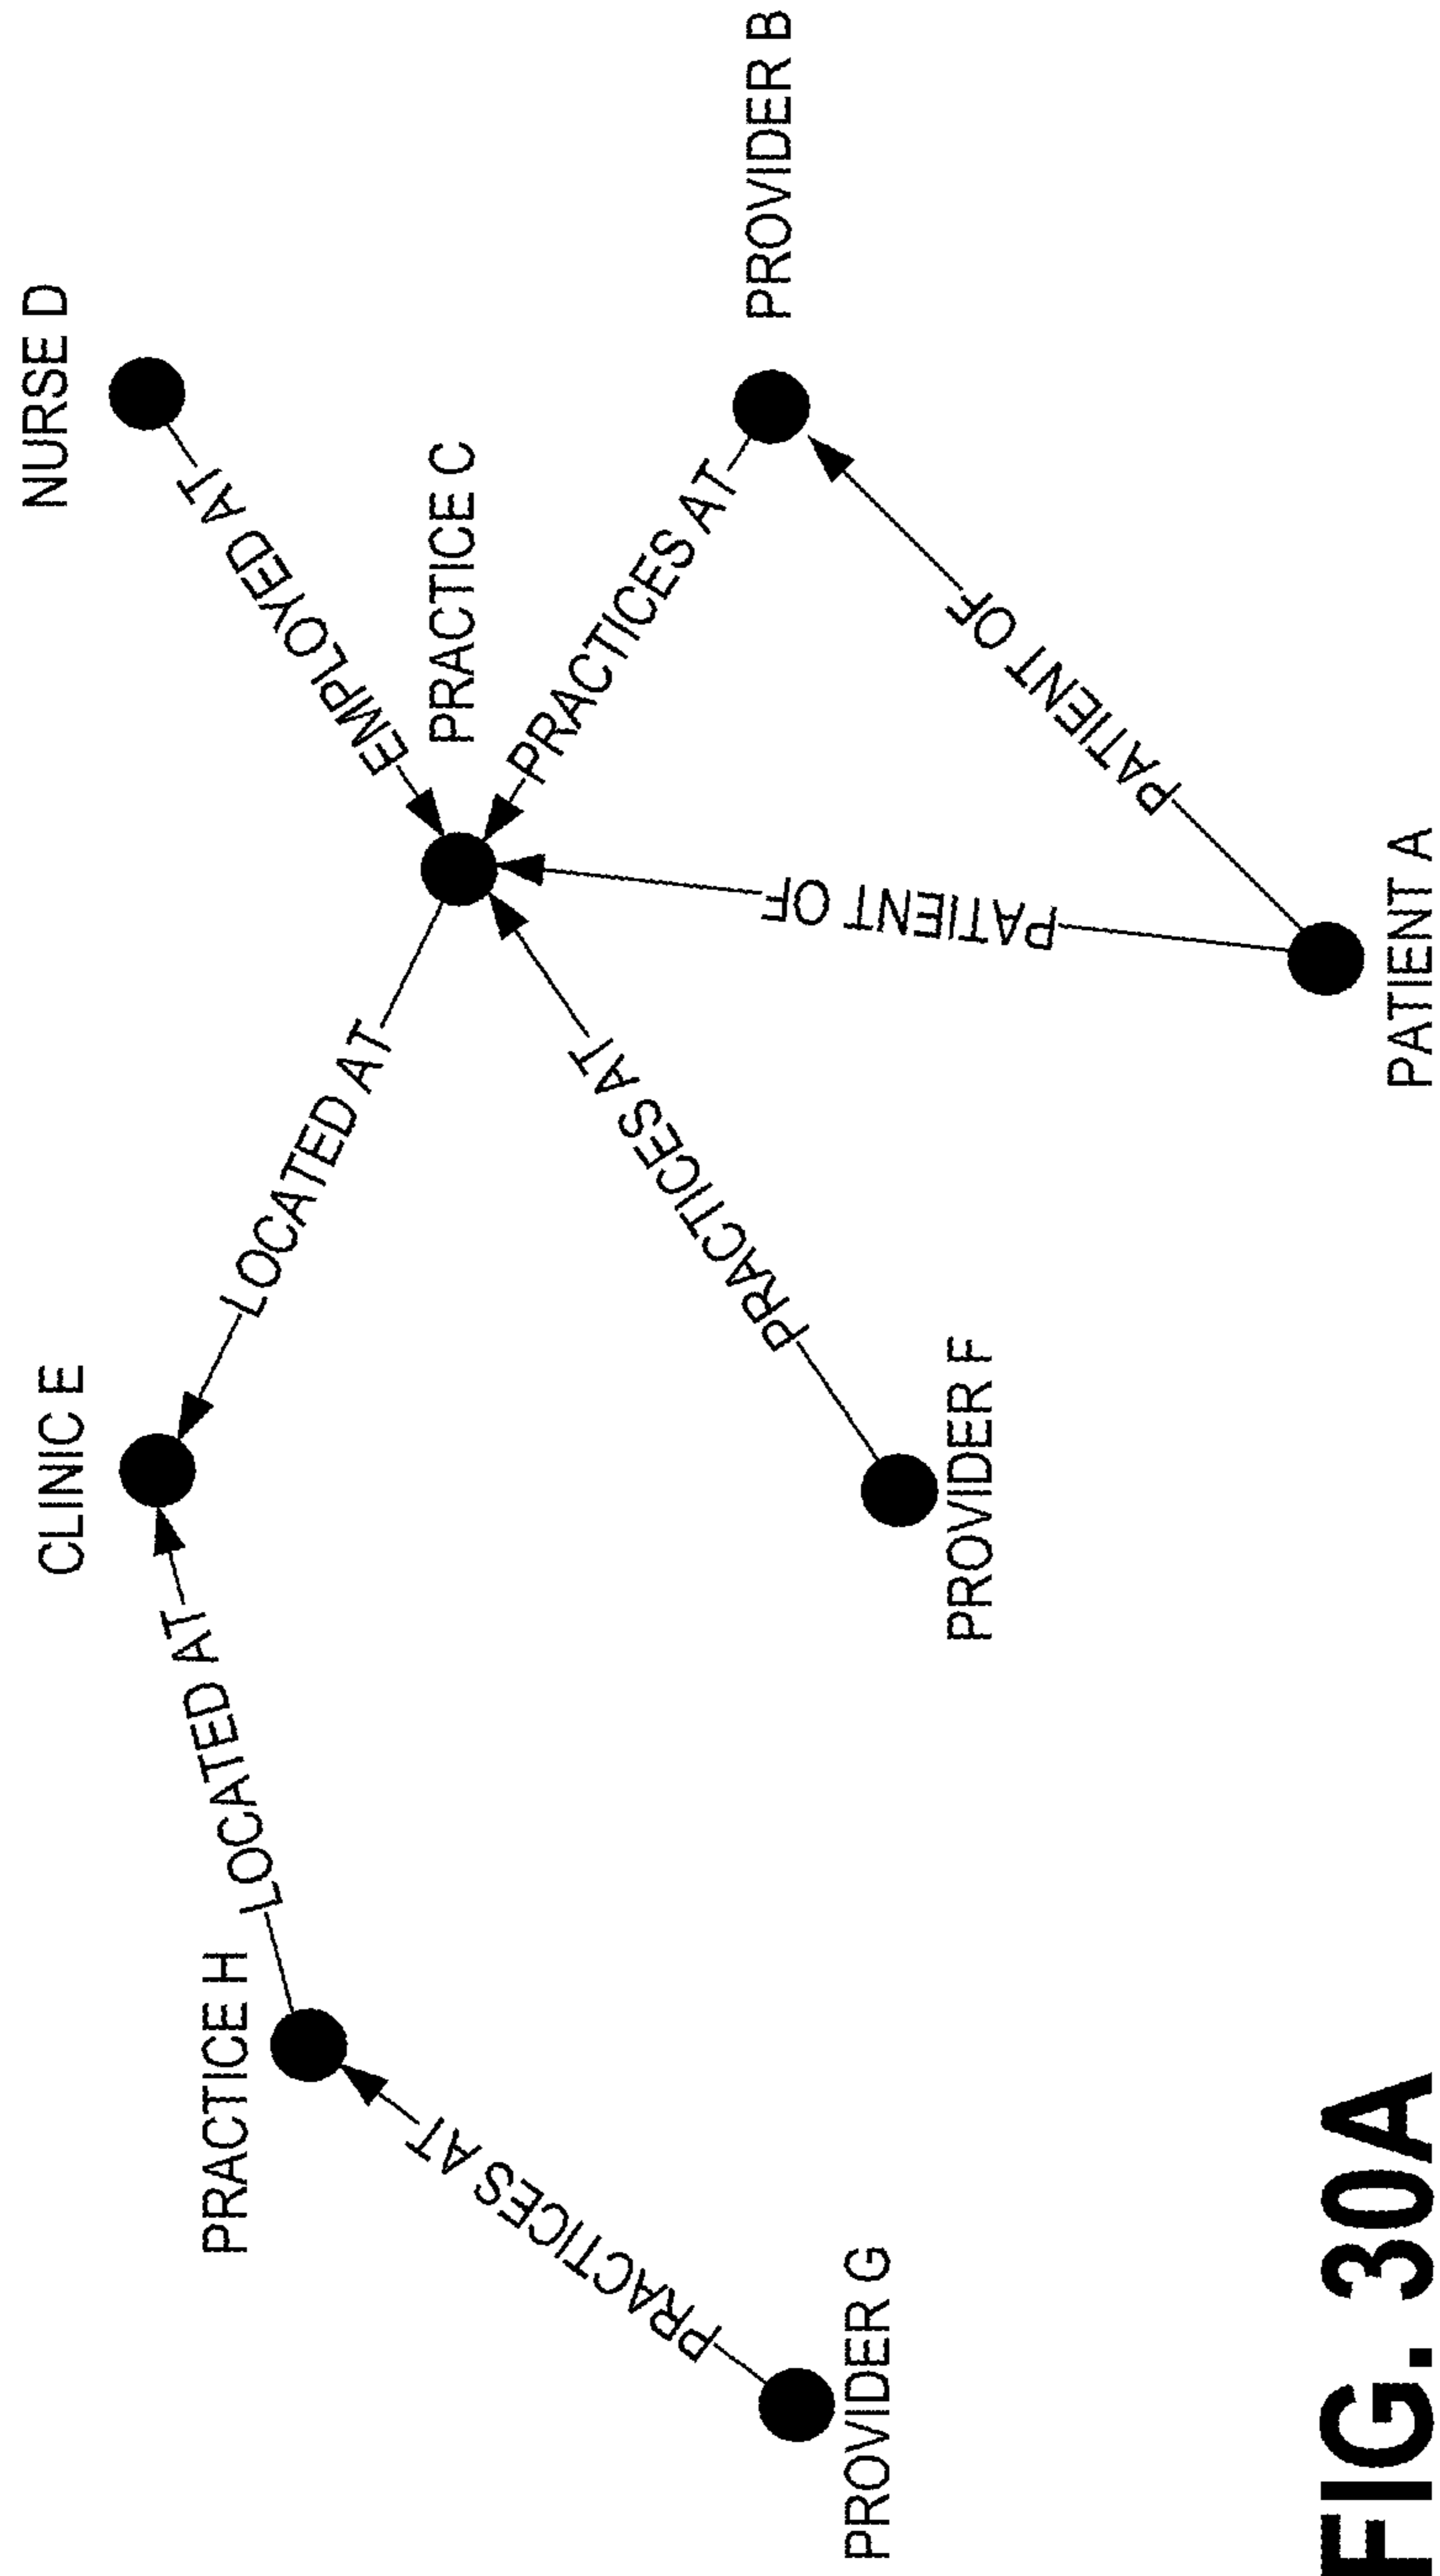 NURSE D
CLINIC E
EMPLOYED AT
PRACTICE H
LOCATED AT
LOCATED AT
PRACTICE C
PRACTICES AT
PRACTICES AT
PRACTICES AT
PROVIDER B
PROVIDER G
PATIENT OF
PATIENT OF
PROVIDER F
PATIENT A
FIG. 30A